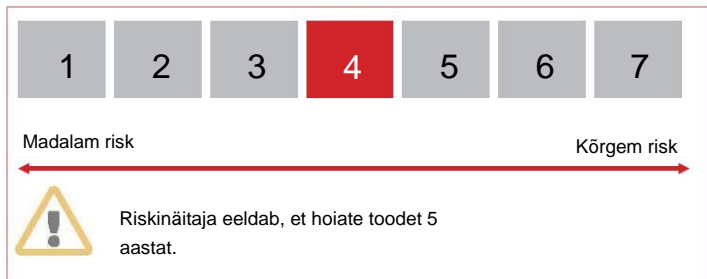 1 2 3 4 5 6 7
Madalam risk
Kõrgem risk
Riskinäitaja eeldab, et hoiate toodet 5
aastat.